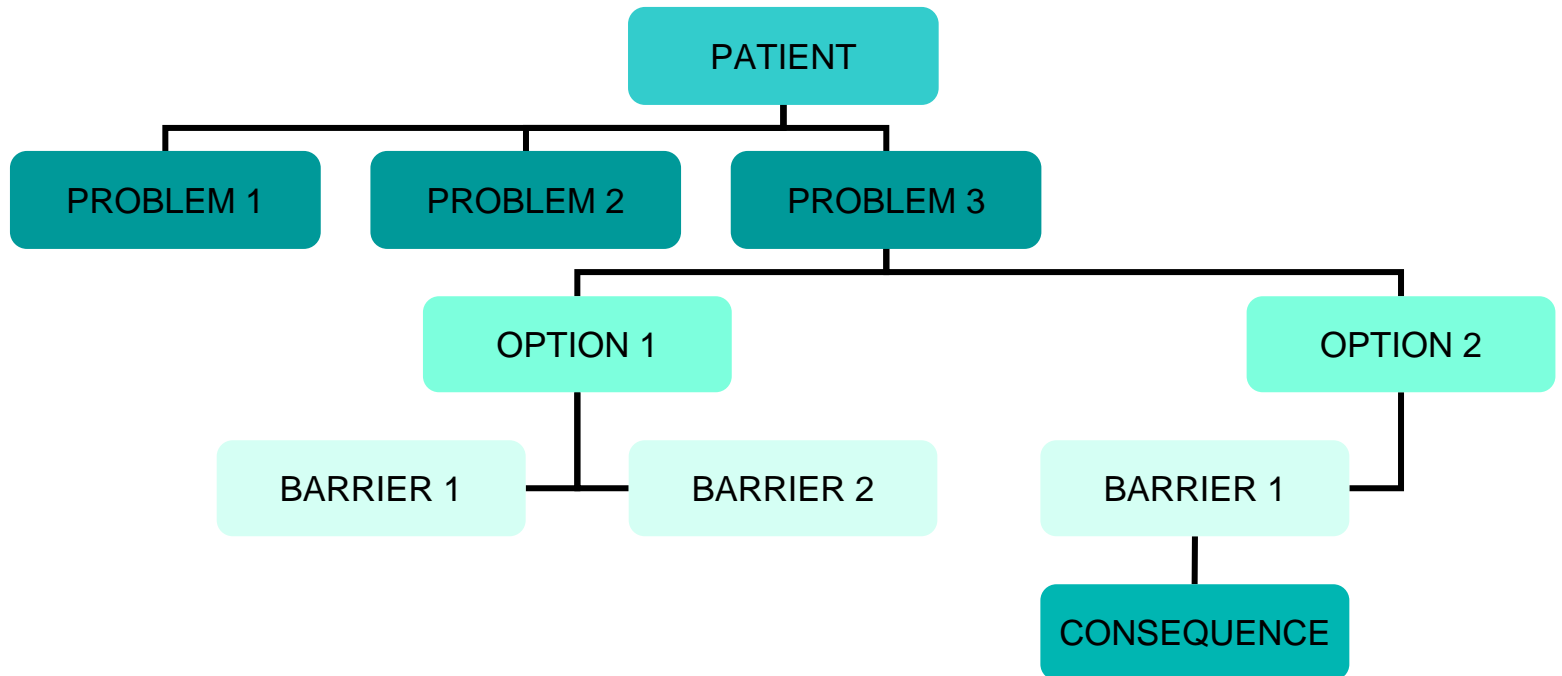 PATIENT
PROBLEM 1
PROBLEM 2
PROBLEM 3
OPTION 1
OPTION 2
BARRIER 1
BARRIER 2
BARRIER 1
CONSEQUENCE